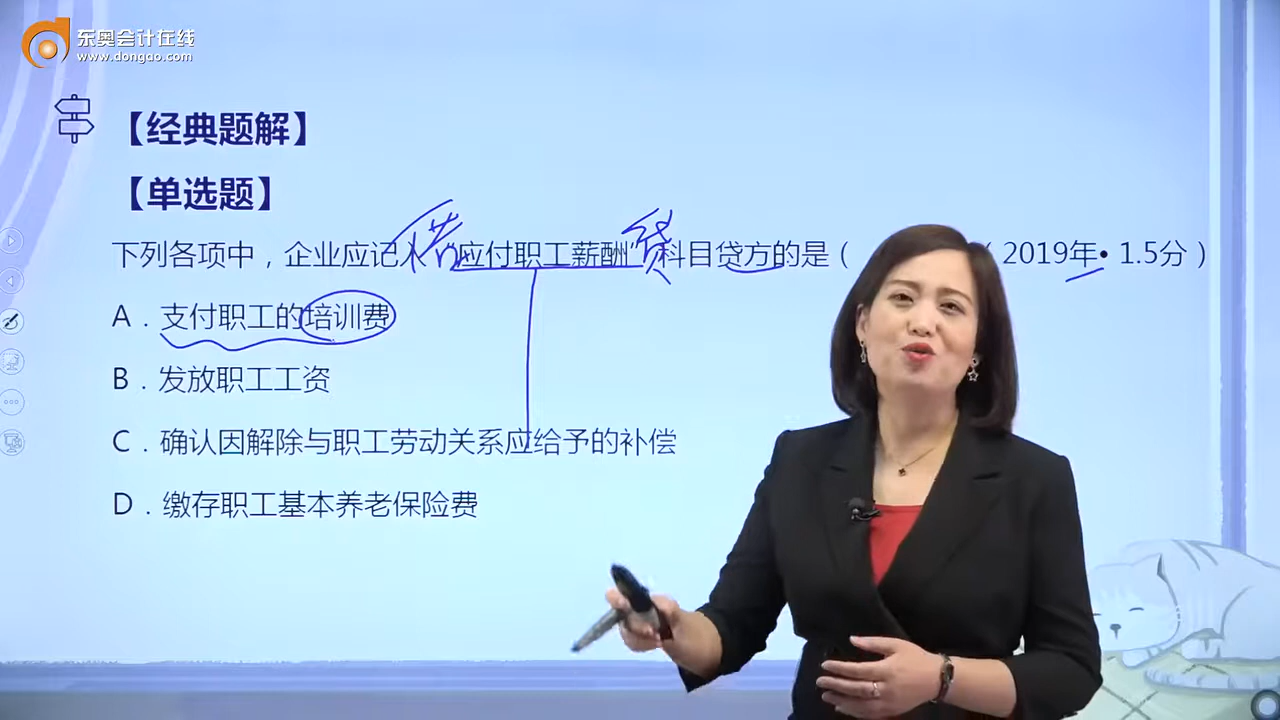 东奥会计在线
www.dongao.com
【经典题解】
【单选题】
借 贷
下列各项中，企业应记入“应付职工薪酬”科目贷方的是（ （2019年• 1.5分）
A．支付职工的培训费
B．发放职工工资
C．确认因解除与职工劳动关系应给予的补偿
D．缴存职工基本养老保险费